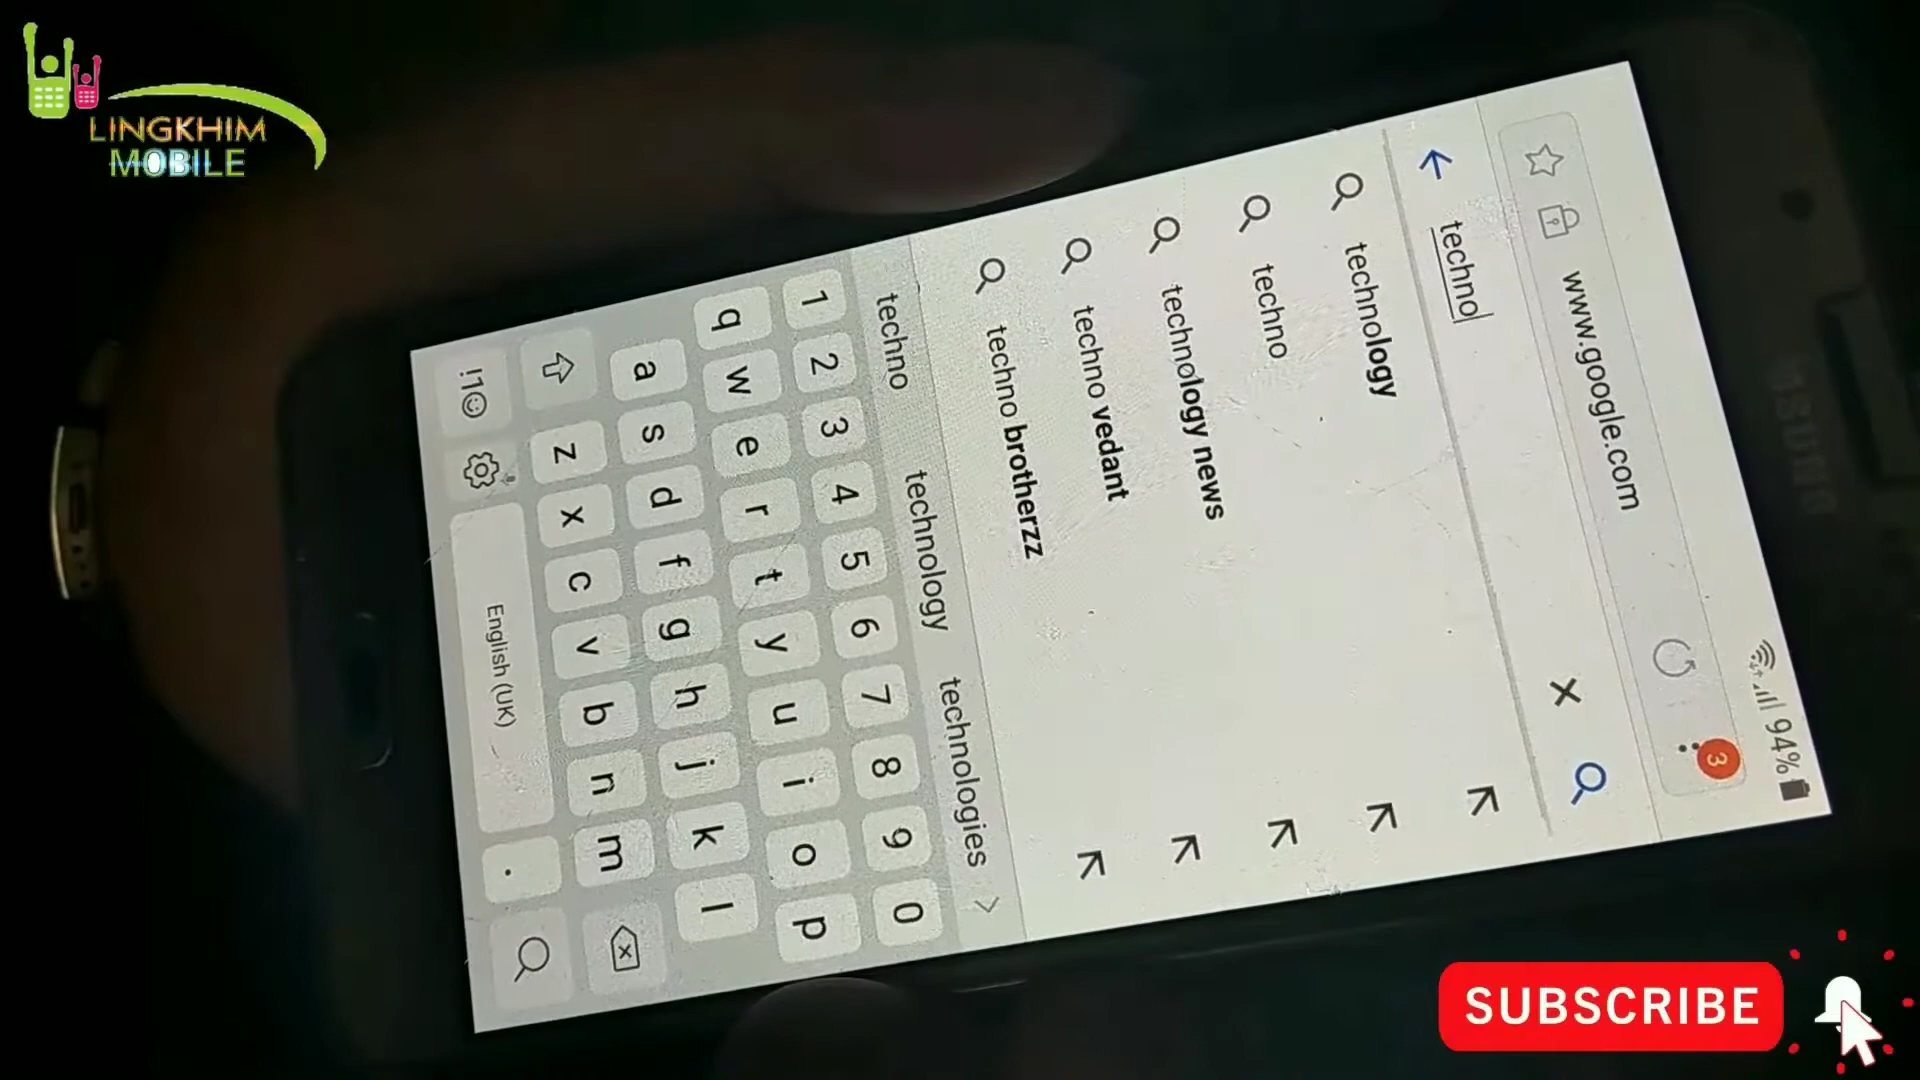 LINGKHIM
MOBILE
94%
www.google.com
3
techno
technology
techno
technology news
techno vedant
techno brotherzz
techno technology technologies
1 2 3 4 5 6 7 8 9 0
q w e r t y u i o p
a s d f g h j k l
z x c v b n m
!1☺ English (UK) .
SUBSCRIBE